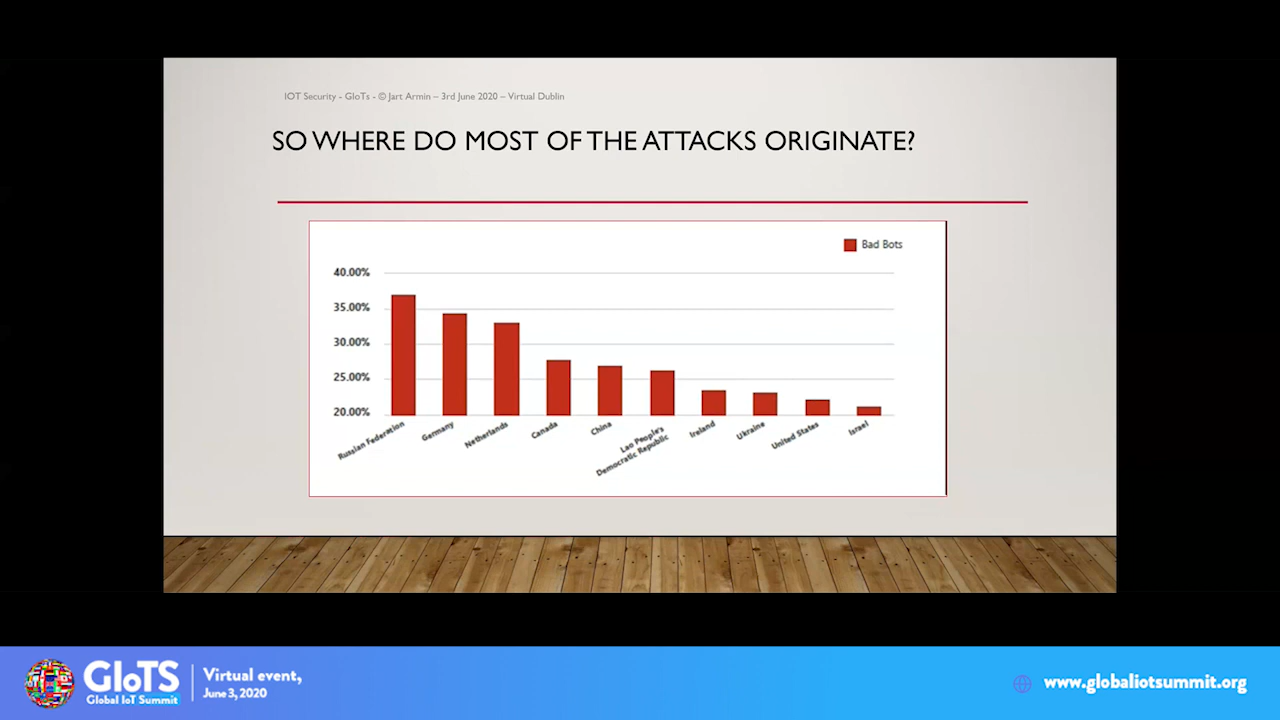 IOT Security - GIoTs - © Jart Armin – 3rd June 2020 – Virtual Dublin
SO WHERE DO MOST OF THE ATTACKS ORIGINATE?
Bad Bots
40.00%
35.00%
30.00%
25.00%
20.00%
Russian Federation
Germany
Netherlands
Canada
China
Lao People's
Democratic Republic
Ireland
Ukraine
United States
Israel
GIoTS
Global IoT Summit
Virtual event,
June 3, 2020
www.globaliotsummit.org